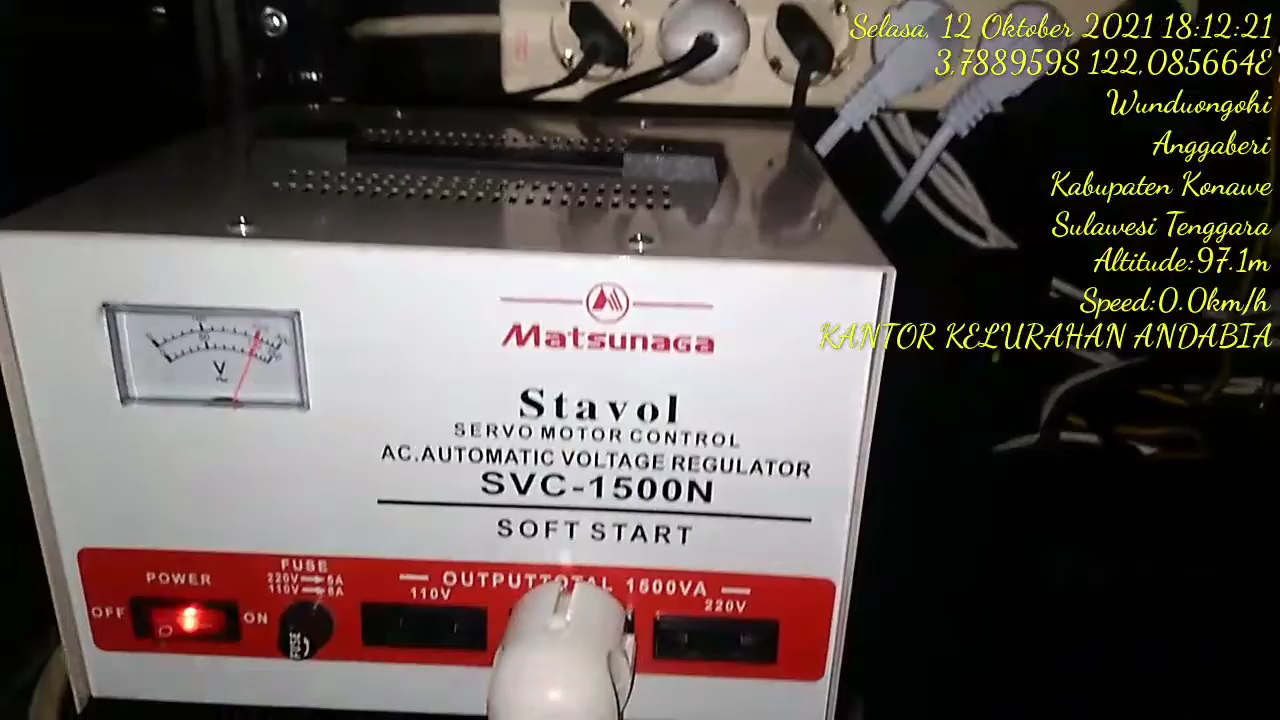 Selasa, 12 Oktober 2021 18:12:21
3,788959S 122,085664E
Wunduongohi
Anggaberi
Kabupaten Konawe
Sulawesi Tenggara
Altitude:97.1m
Speed:0.0km/h
KANTOR KELURAHAN ANDABIA
Matsunaga
Stavol
SERVO MOTOR CONTROL
AC.AUTOMATIC VOLTAGE REGULATOR
SVC-1500N
SOFT START
V
POWER
OFF
ON
FUSE
220V 5A
110V 8A
FUSE
OUTPUT TOTAL 1500VA
110V
220V